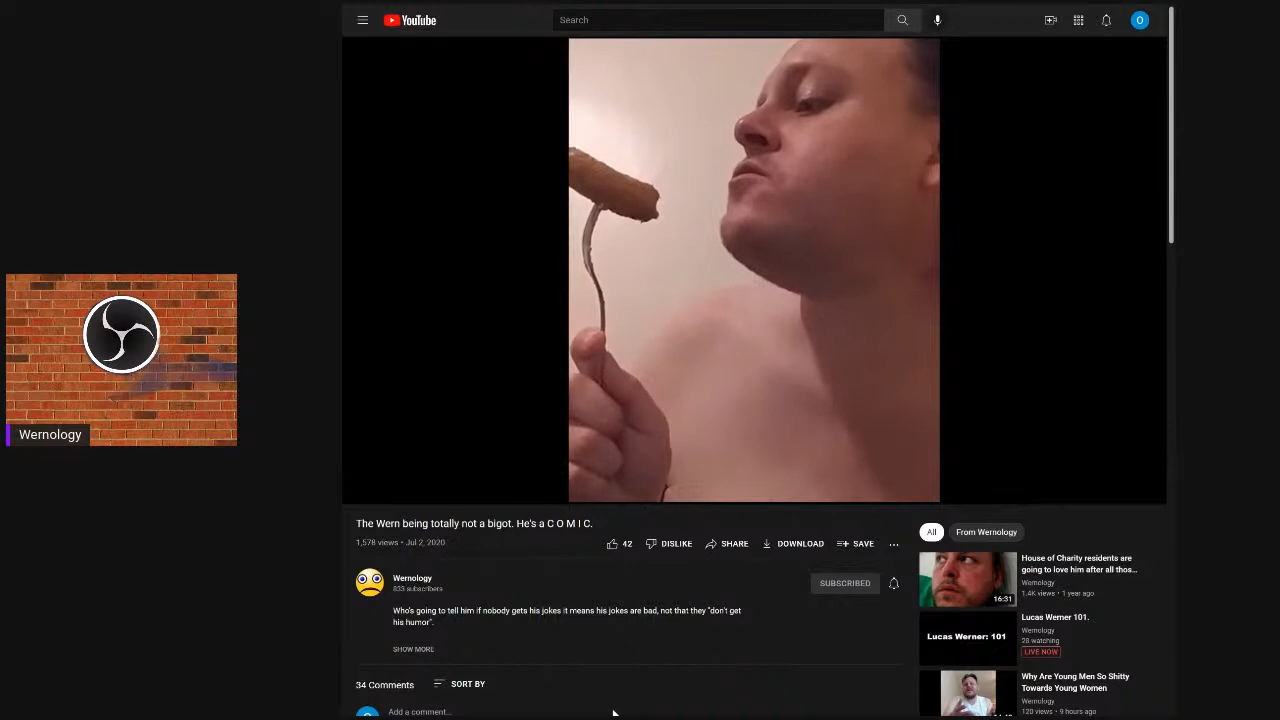 YouTube
Search
O
Wernology
The Wern being totally not a bigot. He's a C O M I C.
1,578 views • Jul 2, 2020
42
DISLIKE
SHARE
DOWNLOAD
SAVE
Wernology
833 subscribers
SUBSCRIBED
Who's going to tell him if nobody gets his jokes it means his jokes are bad, not that they "don't get
his humor".
SHOW MORE
34 Comments
SORT BY
Add a comment...
All
From Wernology
16:31
House of Charity residents are
going to love him after all thos...
Wernology
1.4K views • 1 year ago
Lucas Werner: 101
Lucas Werner 101.
Wernology
28 watching
LIVE NOW
Why Are Young Men So Shitty
Towards Young Women
Wernology
120 views • 9 hours ago